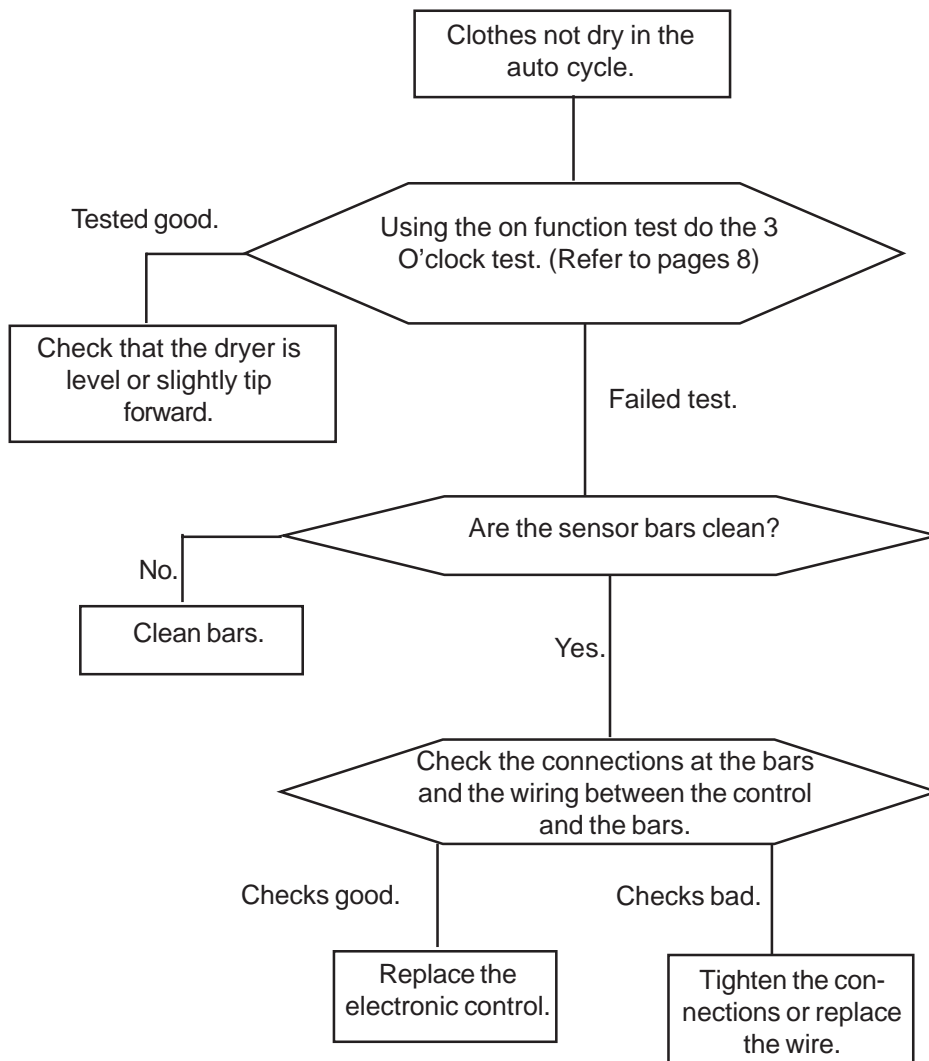 Clothes not dry in the
auto cycle.
Tested good.
Using the on function test do the 3
O’clock test. (Refer to pages 8)
Check that the dryer is
level or slightly tip
forward.
Failed test.
Are the sensor bars clean?
No.
Clean bars.
Yes.
Check the connections at the bars
and the wiring between the control
and the bars.
Checks good.
Checks bad.
Replace the
electronic control.
Tighten the con-
nections or replace
the wire.